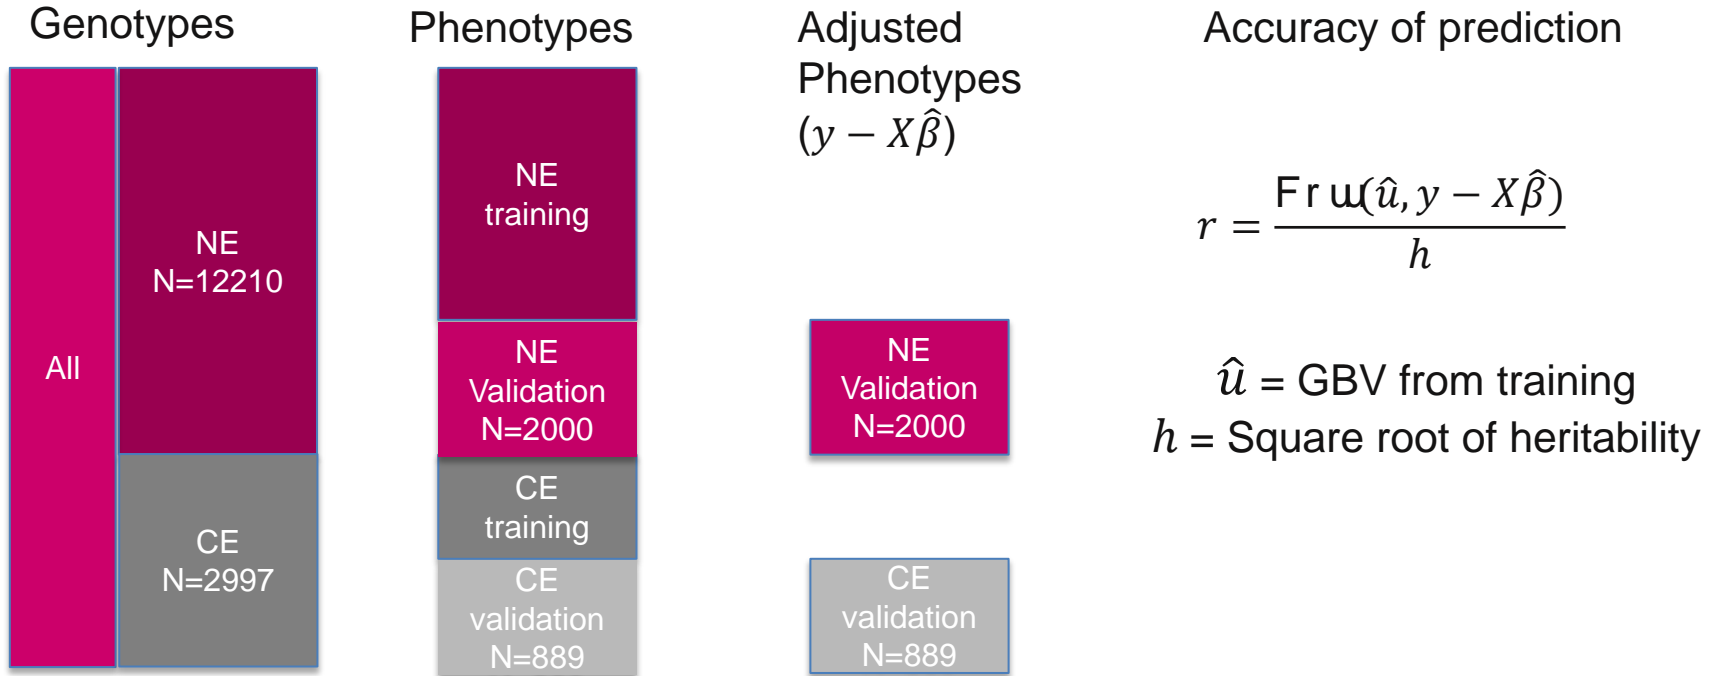 Genotypes
Phenotypes
Adjusted
Phenotypes
(y − Xβ̂)
Accuracy of prediction
All
NE
N=12210
CE
N=2997
NE
training
NE
Validation
N=2000
CE
training
CE
validation
N=889
NE
Validation
N=2000
CE
validation
N=889
(û, y − Xβ̂)
r =
h
û = GBV from training
h = Square root of heritability